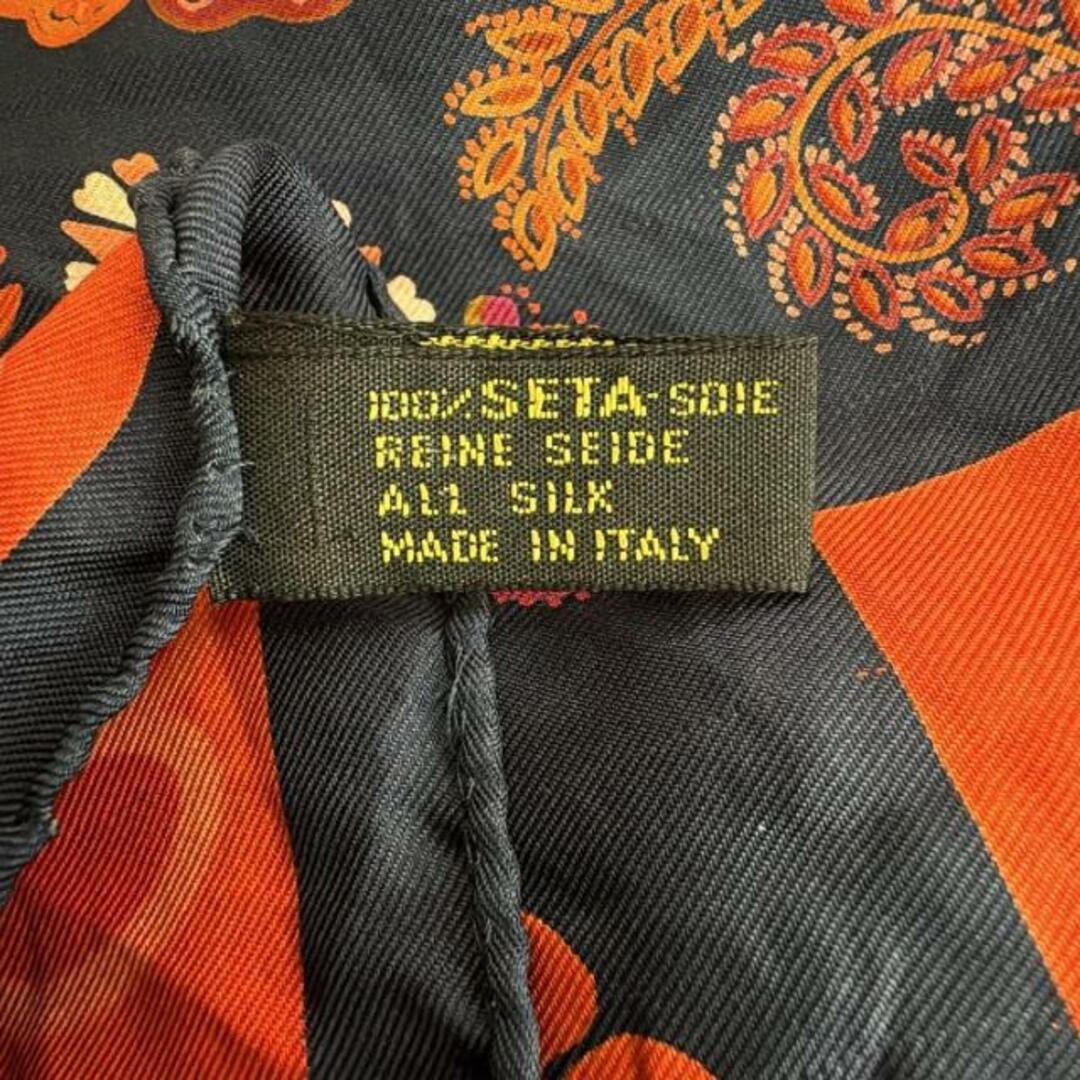 100% SETA-SOIE
REINE SEIDE
ALL SILK
MADE IN ITALY